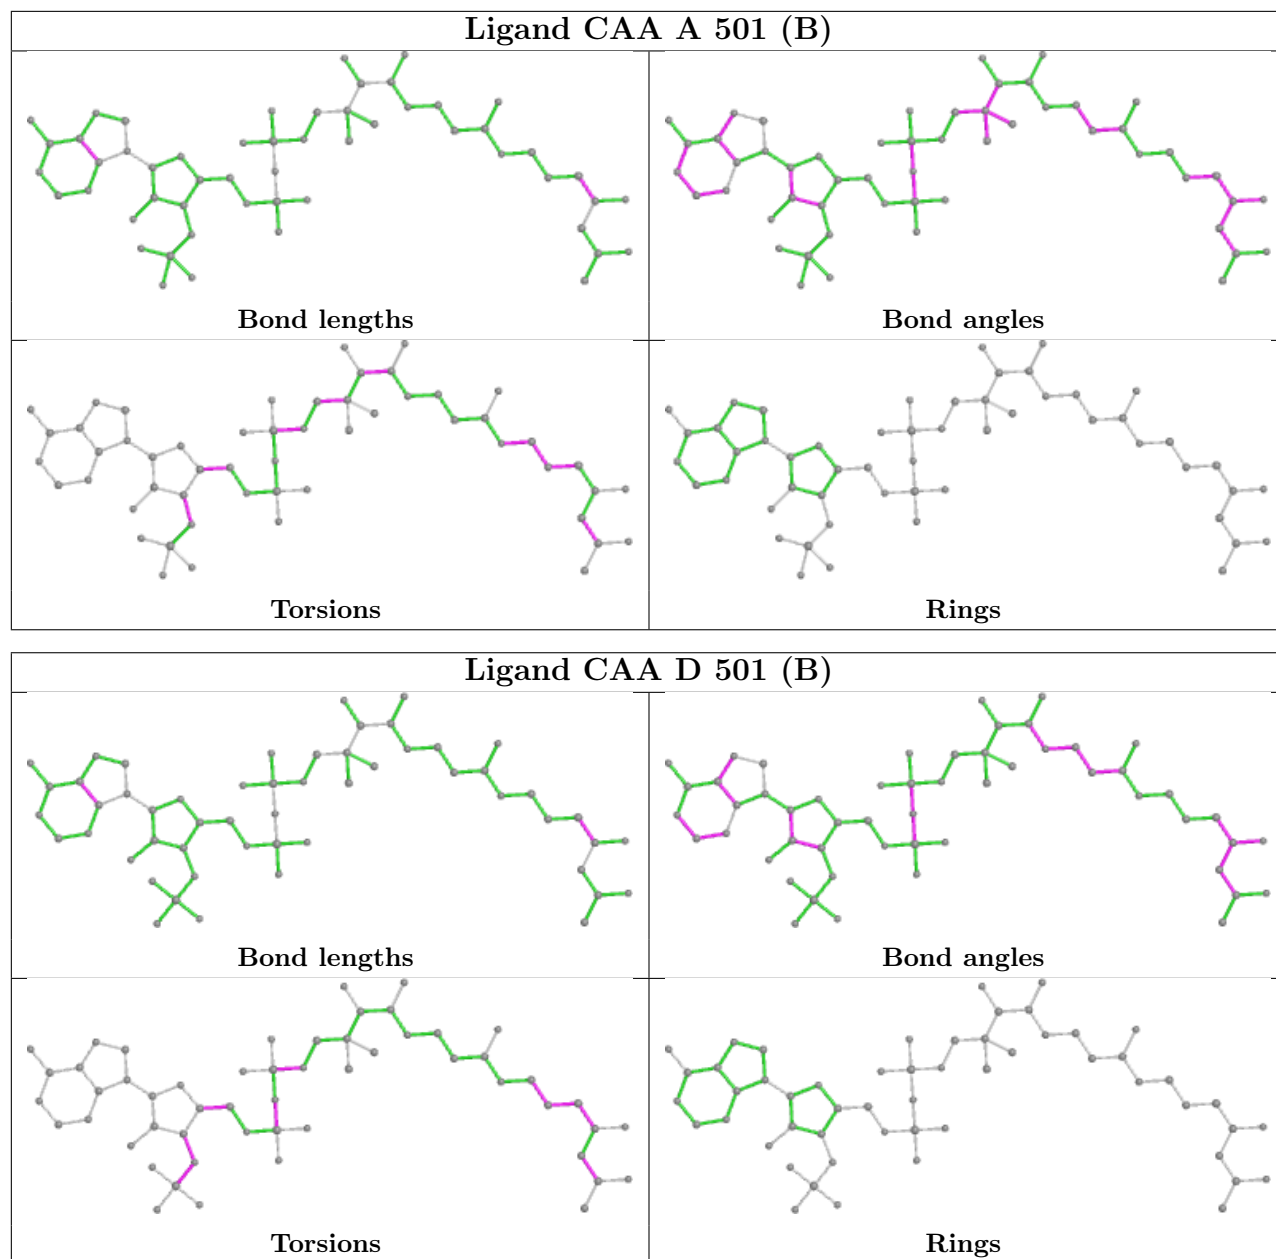 Ligand CAA A 501 (B)
Bond lengths
Bond angles
Torsions
Rings
Ligand CAA D 501 (B)
Bond lengths
Bond angles
Torsions
Rings